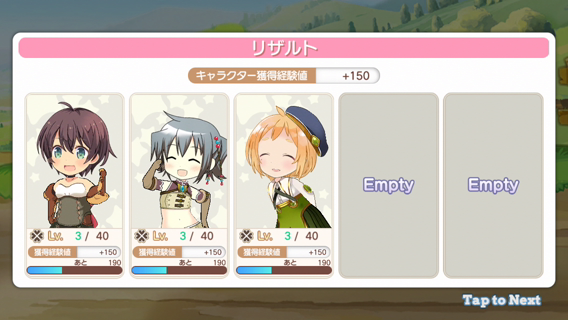 リザルト
キャラクター獲得経験値 +150
Empty Empty
Lv. 3 / 40 Lv. 3 / 40 Lv. 3 / 40
獲得経験値 +150 獲得経験値 +150 獲得経験値 +150
あと 190 あと 190 あと 190
Tap to Next